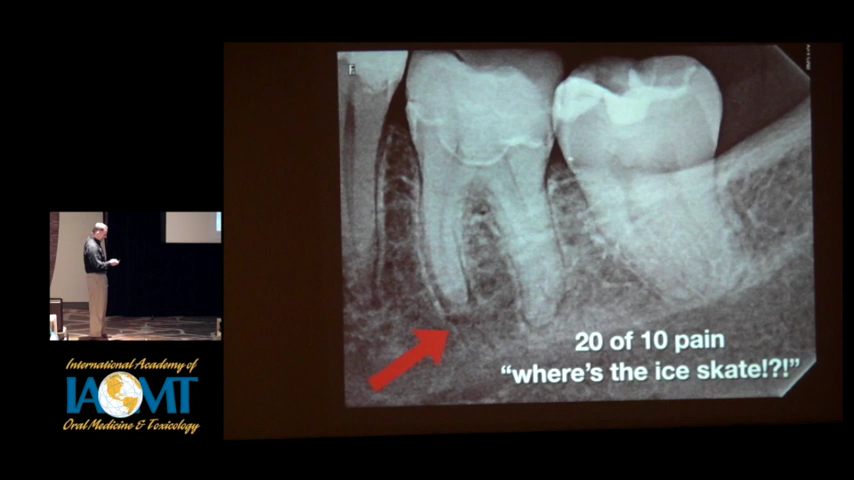 20 of 10 pain
“where’s the ice skate!?!”
International Academy of
IAOMT
Oral Medicine & Toxicology